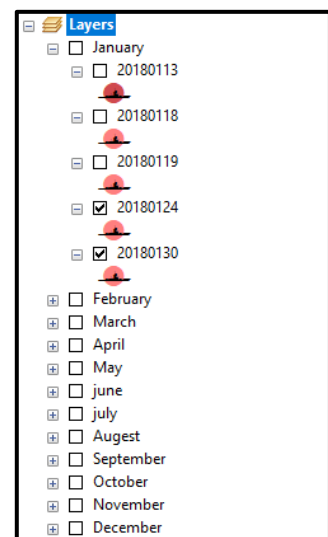 Layers
January
20180113
20180118
20180119
20180124
20180130
February
March
April
May
june
july
Augest
September
October
November
December